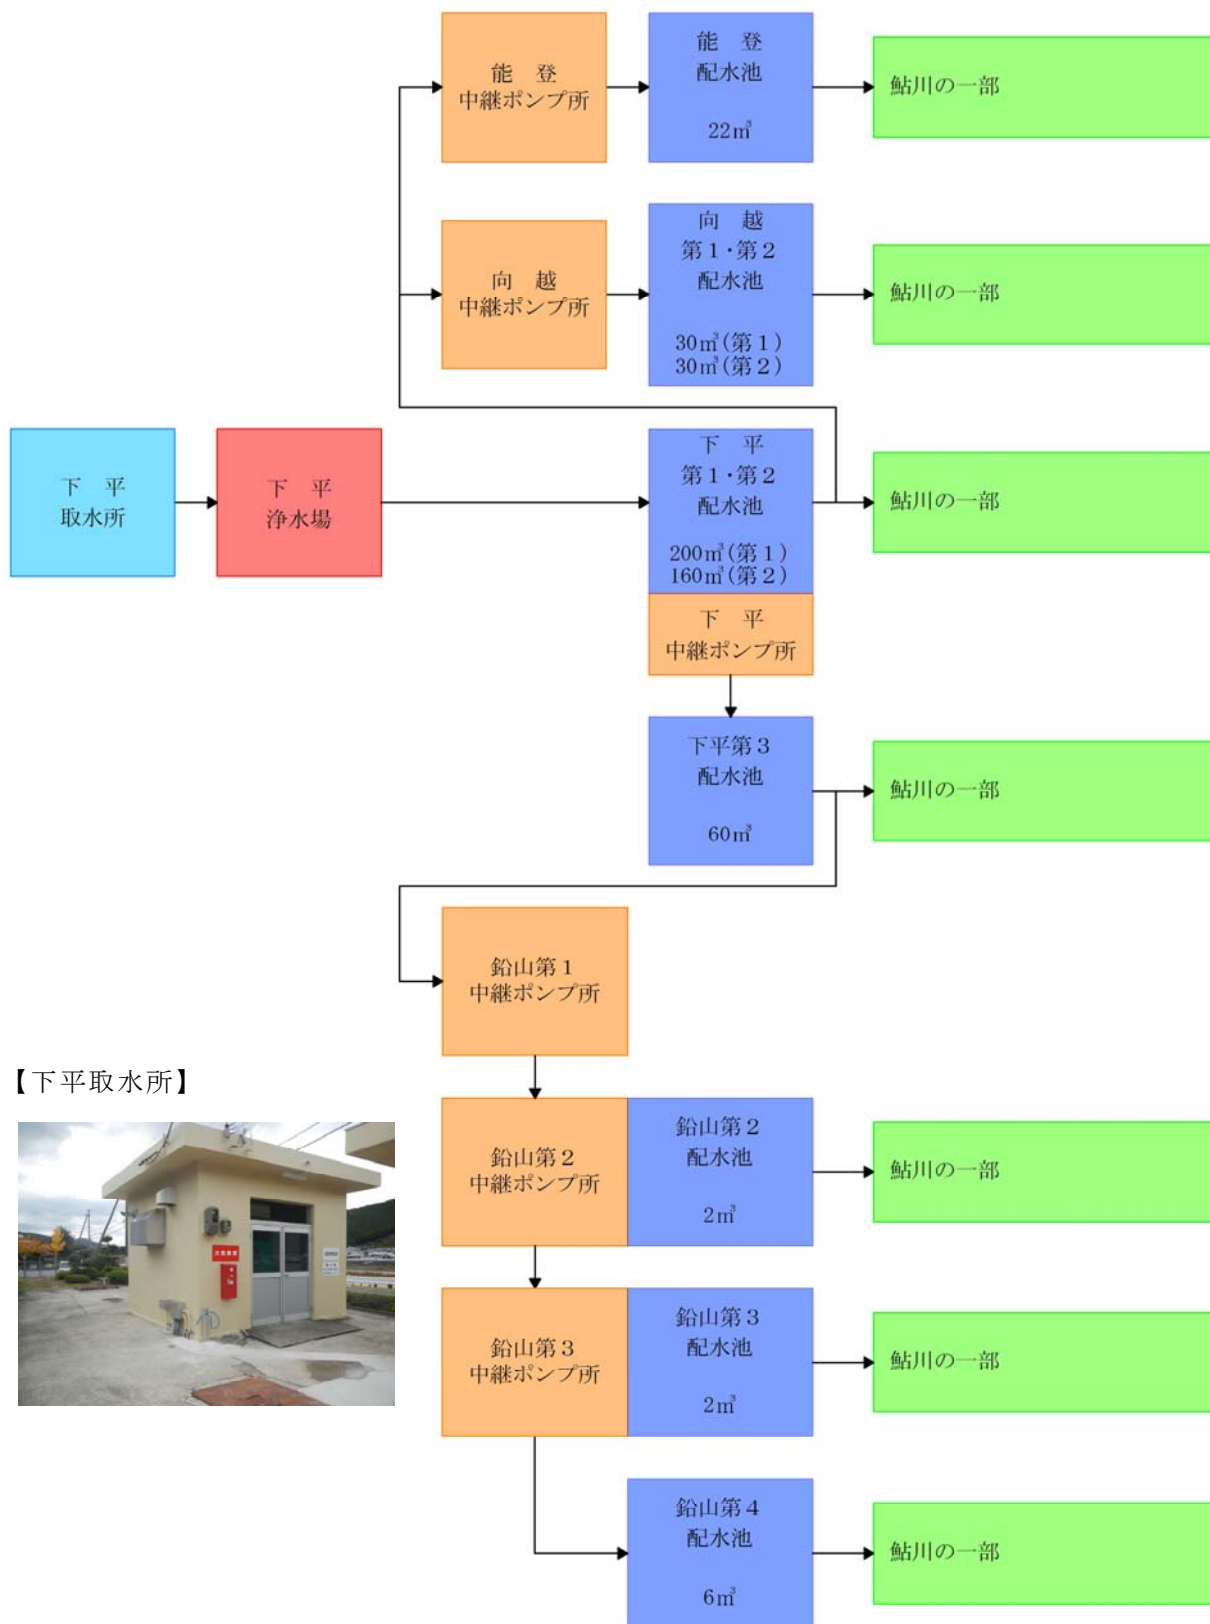 能　登
中継ポンプ所
能　登
配水池
22㎥
鮎川の一部
向　越
中継ポンプ所
向　越
第１・第２
配水池
30㎥(第１)
30㎥(第２)
鮎川の一部
下　平
取水所
下　平
浄水場
下　平
第１・第２
配水池
200㎥(第１)
160㎥(第２)
鮎川の一部
下　平
中継ポンプ所
下平第３
配水池
60㎥
鮎川の一部
鉛山第１
中継ポンプ所
【下平取水所】
鉛山第２
中継ポンプ所
鉛山第２
配水池
2㎥
鮎川の一部
鉛山第３
中継ポンプ所
鉛山第３
配水池
2㎥
鮎川の一部
鉛山第４
配水池
6㎥
鮎川の一部